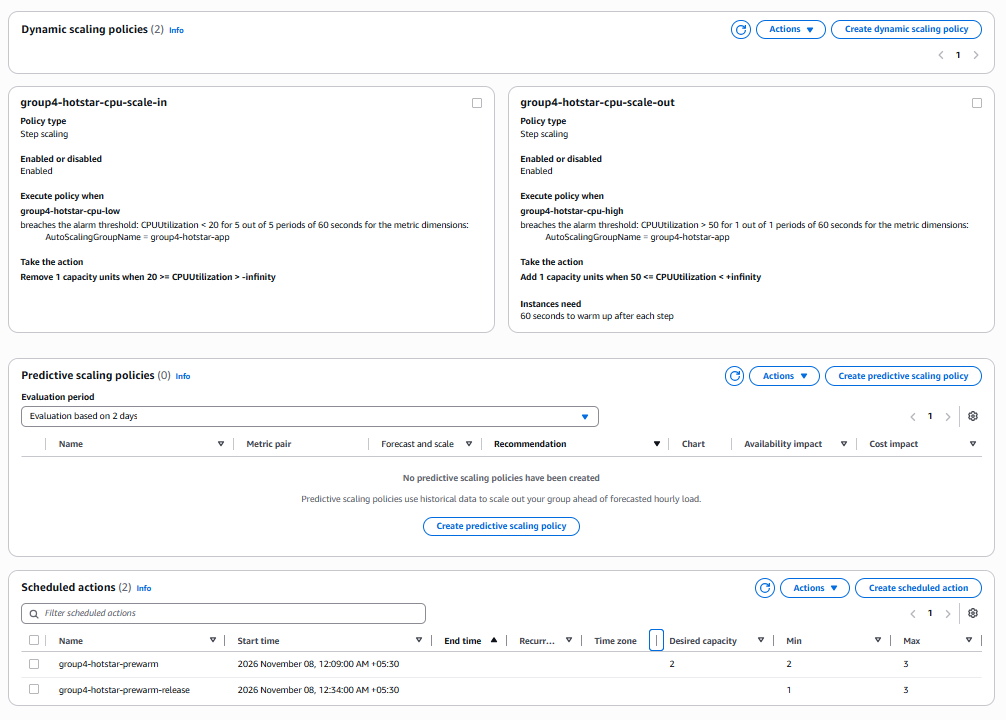 Dynamic scaling policies (2) Info
Actions
Create dynamic scaling policy
1
group4-hotstar-cpu-scale-in
Policy type
Step scaling
Enabled or disabled
Enabled
Execute policy when
group4-hotstar-cpu-low
breaches the alarm threshold: CPUUtilization < 20 for 5 out of 5 periods of 60 seconds for the metric dimensions:
AutoScalingGroupName = group4-hotstar-app
Take the action
Remove 1 capacity units when 20 >= CPUUtilization > -infinity
group4-hotstar-cpu-scale-out
Policy type
Step scaling
Enabled or disabled
Enabled
Execute policy when
group4-hotstar-cpu-high
breaches the alarm threshold: CPUUtilization > 50 for 1 out of 1 periods of 60 seconds for the metric dimensions:
AutoScalingGroupName = group4-hotstar-app
Take the action
Add 1 capacity units when 50 <= CPUUtilization < +infinity
Instances need
60 seconds to warm up after each step
Predictive scaling policies (0) Info
Actions
Create predictive scaling policy
Evaluation period
Evaluation based on 2 days
1
Name Metric pair Forecast and scale Recommendation Chart Availability impact Cost impact
No predictive scaling policies have been created
Predictive scaling policies use historical data to scale out your group ahead of forecasted hourly load.
Create predictive scaling policy
Scheduled actions (2) Info
Actions
Create scheduled action
Filter scheduled actions
1
Name Start time End time Recurr... Time zone Desired capacity Min Max
group4-hotstar-prewarm 2026 November 08, 12:09:00 AM +05:30 2 2 3
group4-hotstar-prewarm-release 2026 November 08, 12:34:00 AM +05:30 1 3